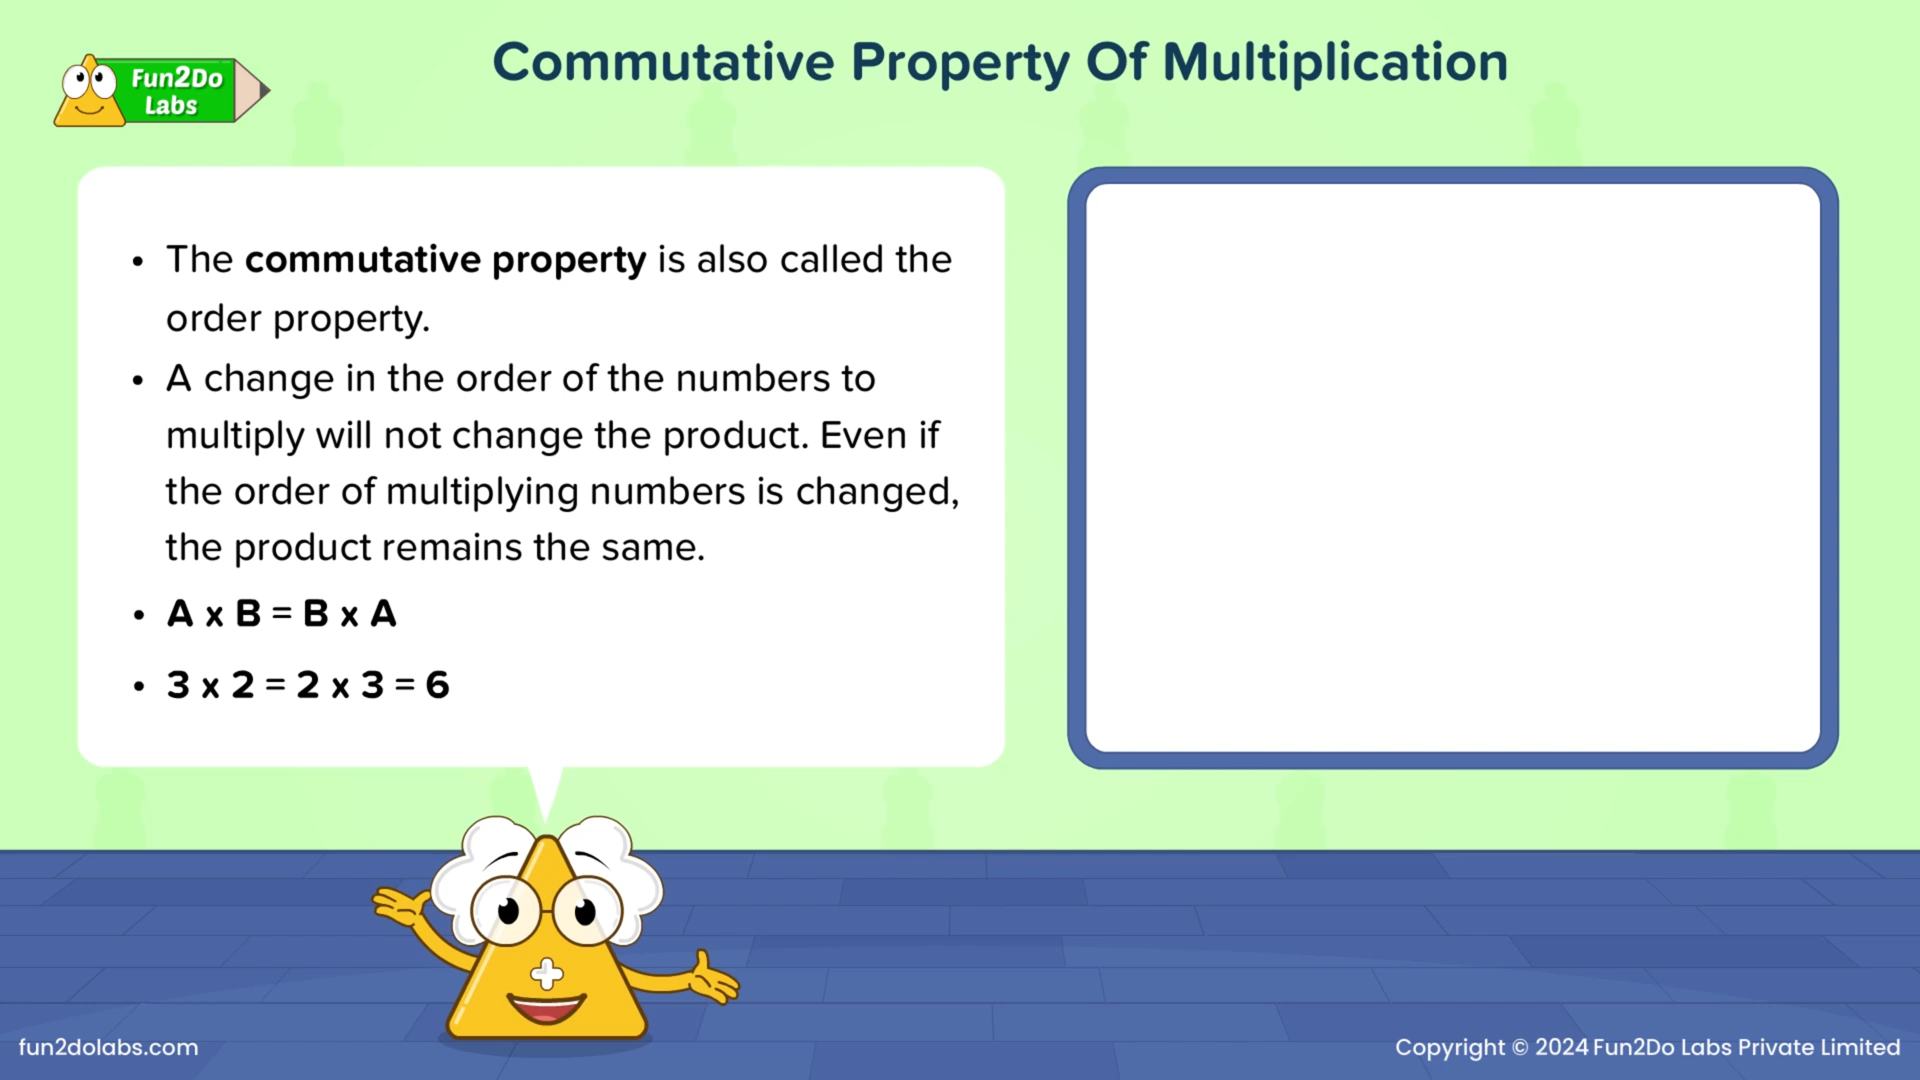 Commutative Property Of Multiplication
Fun2Do
Labs
• The commutative property is also called the
order property.
• A change in the order of the numbers to
multiply will not change the product. Even if
the order of multiplying numbers is changed,
the product remains the same.
• A x B = B x A
• 3 x 2 = 2 x 3 = 6
fun2dolabs.com
Copyright © 2024 Fun2Do Labs Private Limited